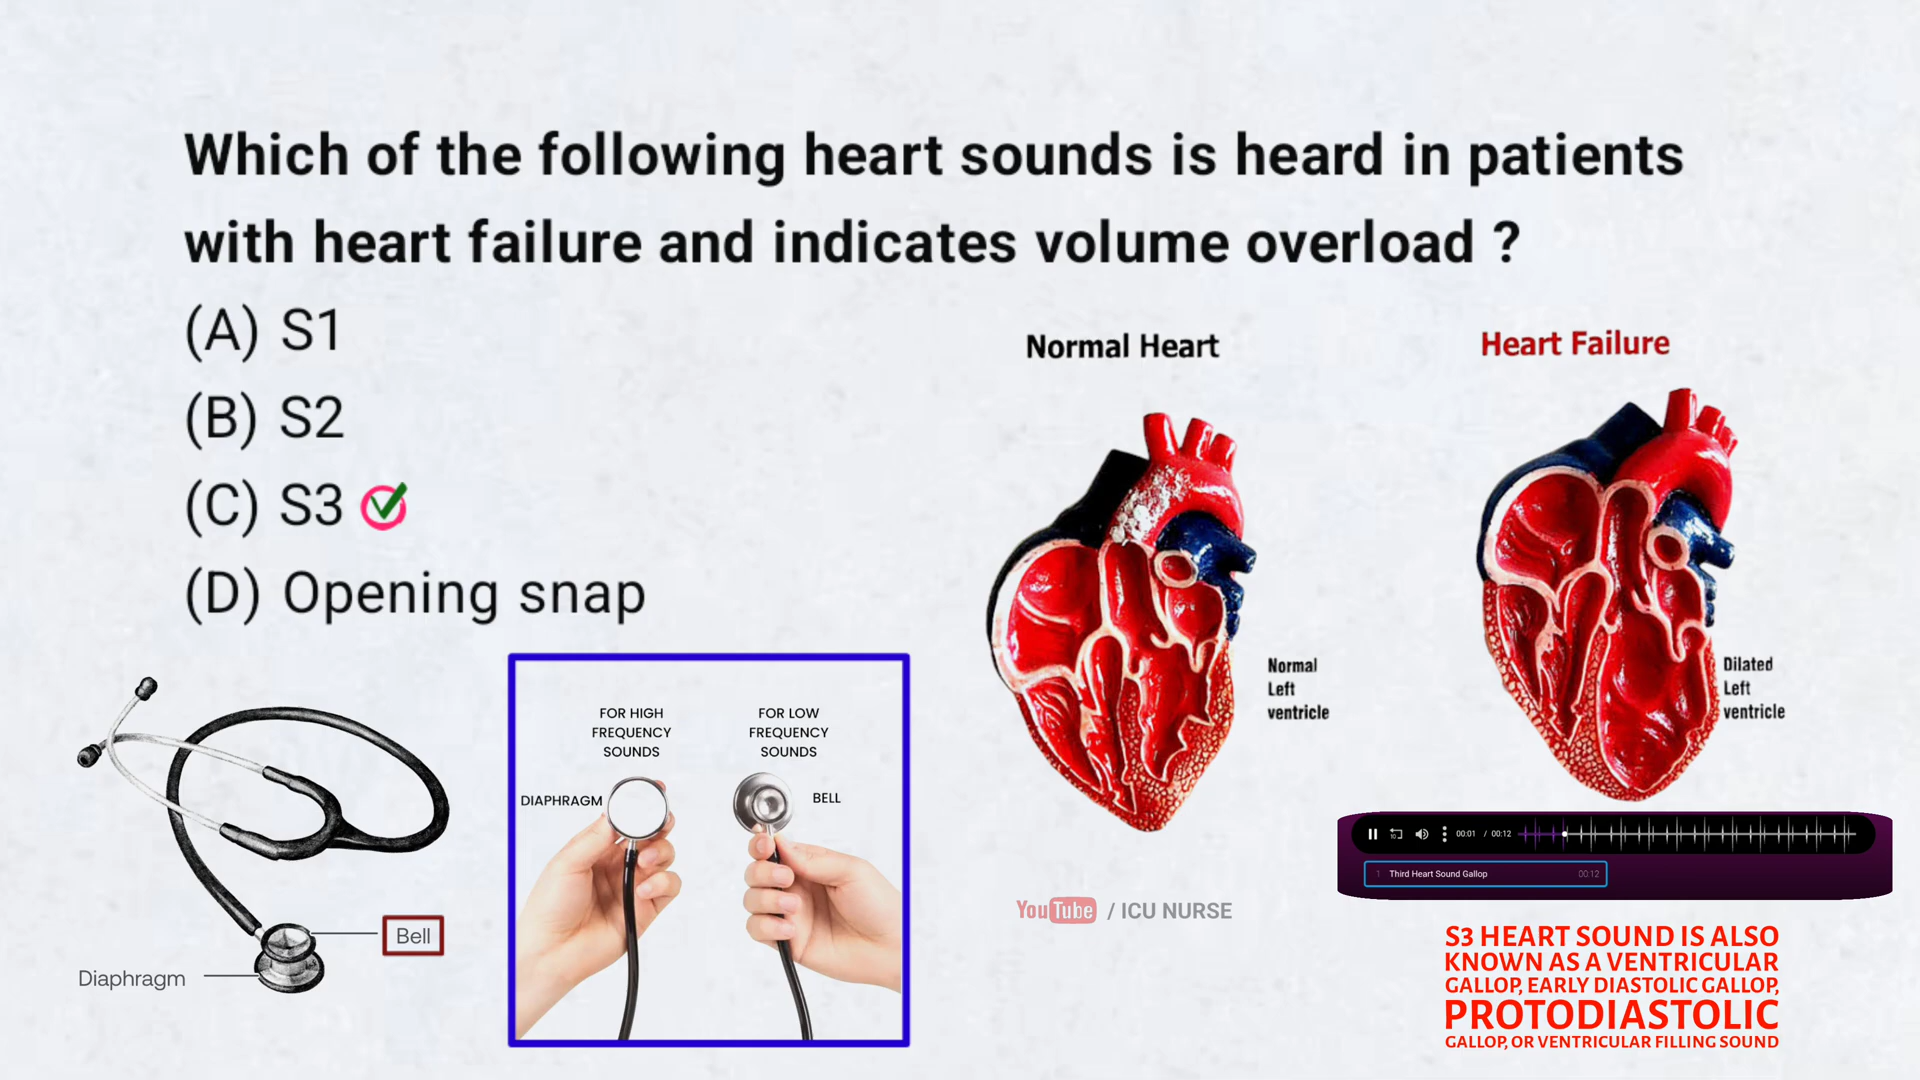 Which of the following heart sounds is heard in patients
with heart failure and indicates volume overload ?
(A) S1
(B) S2
(C) S3
(D) Opening snap
Normal Heart
Heart Failure
Normal
Left
ventricle
Dilated
Left
ventricle
Bell
Diaphragm
FOR HIGH
FREQUENCY
SOUNDS
FOR LOW
FREQUENCY
SOUNDS
DIAPHRAGM
BELL
YouTube / ICU NURSE
10
00:01 / 00:12
1 Third Heart Sound Gallop 00:12
S3 HEART SOUND IS ALSO
KNOWN AS A VENTRICULAR
GALLOP, EARLY DIASTOLIC GALLOP,
PROTODIASTOLIC
GALLOP, OR VENTRICULAR FILLING SOUND